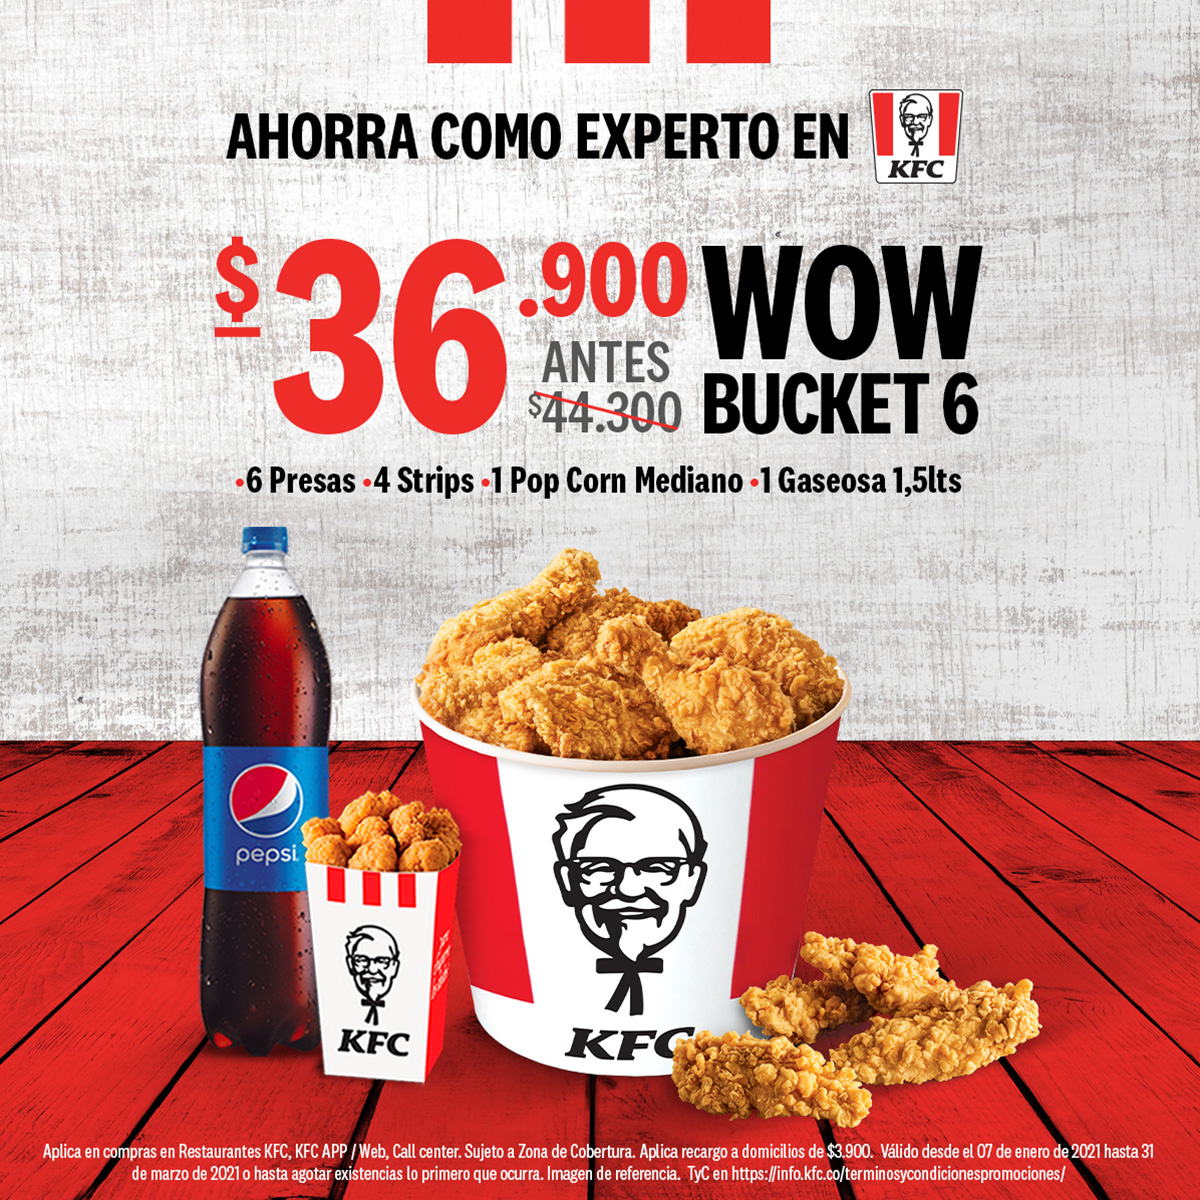 AHORRA COMO EXPERTO EN
KFC
$36.900
ANTES
$44.300
WOW
BUCKET 6
•6 Presas •4 Strips •1 Pop Corn Mediano •1 Gaseosa 1,5lts
pepsi
KFC
KFC
Aplica en compras en Restaurantes KFC, KFC APP / Web, Call center. Sujeto a Zona de Cobertura. Aplica recargo a domicilios de $3.900. Válido desde el 07 de enero de 2021 hasta 31
de marzo de 2021 o hasta agotar existencias lo primero que ocurra. Imagen de referencia. TyC en https://info.kfc.co/terminosycondicionespromociones/